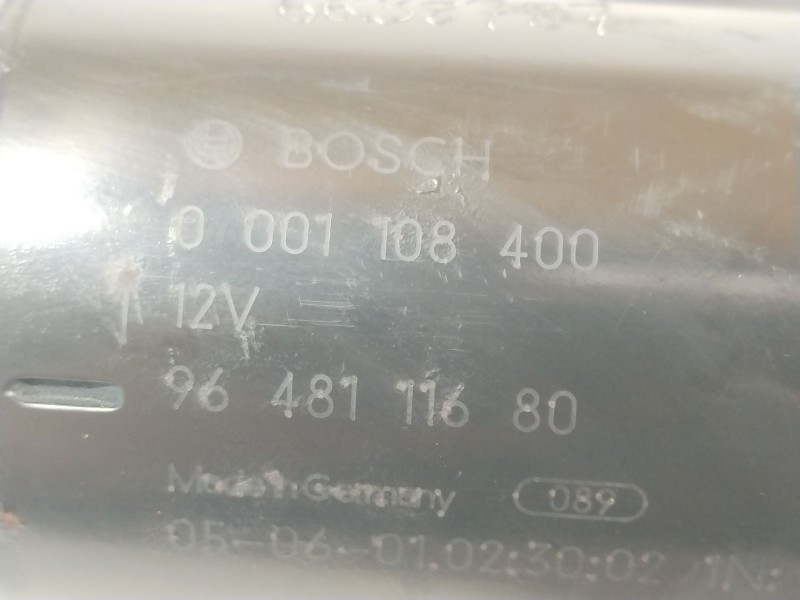 BOSCH
0 001 108 400
12V
96 481 116 80
Made in Germany 089
05-06-01.02:30:02